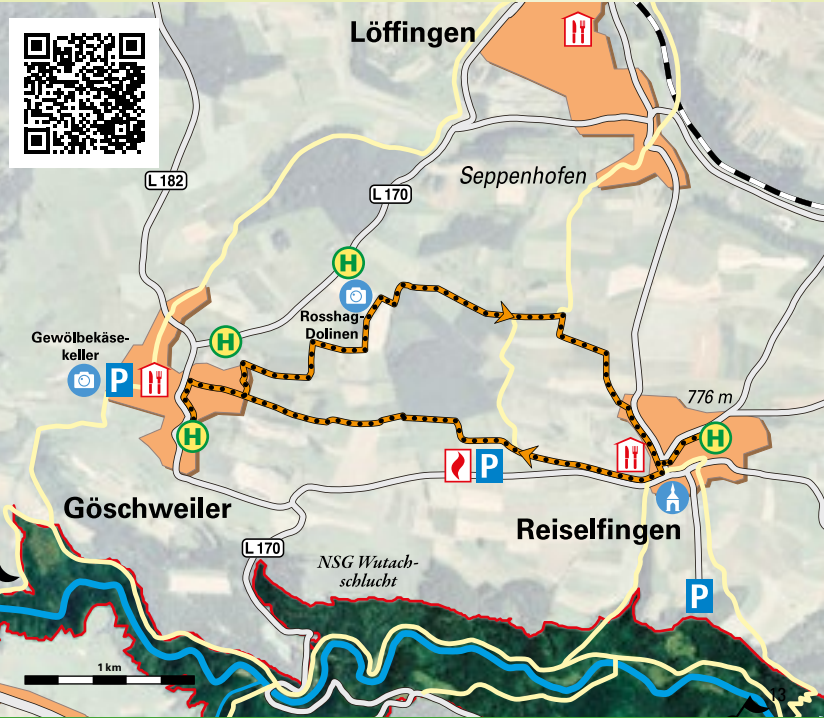 Löffingen
L 182
L 170
Seppenhofen
H
Rosshag-
Dolinen
H
Gewölbekäse-
keller
P
776 m
H
H
P
Göschweiler
Reiselfingen
L 170
NSG Wutach-
schlucht
P
1 km
13